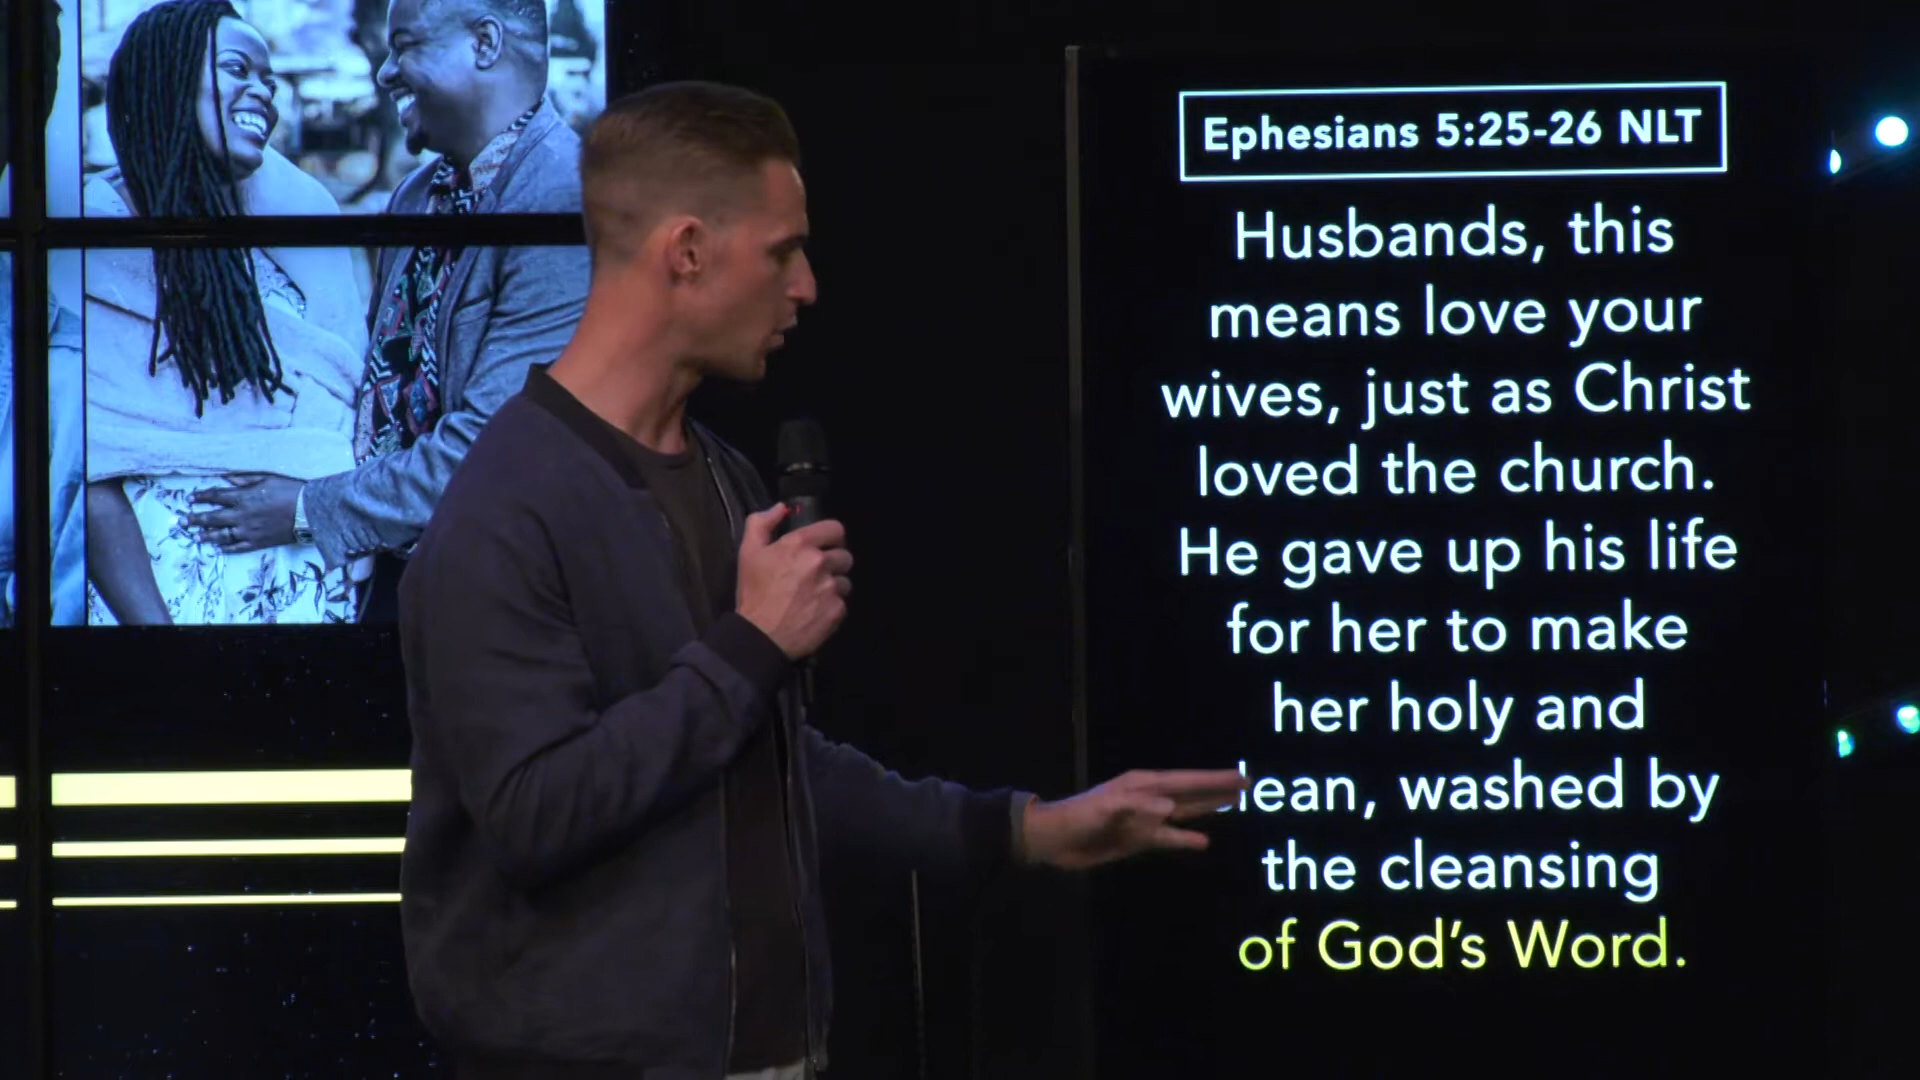 Ephesians 5:25-26 NLT
Husbands, this
means love your
wives, just as Christ
loved the church.
He gave up his life
for her to make
her holy and
clean, washed by
the cleansing
of God's Word.